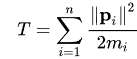 $T = \sum_{i=1}^{n} \frac{\|\mathbf{p}_i\|^2}{2m_i}$